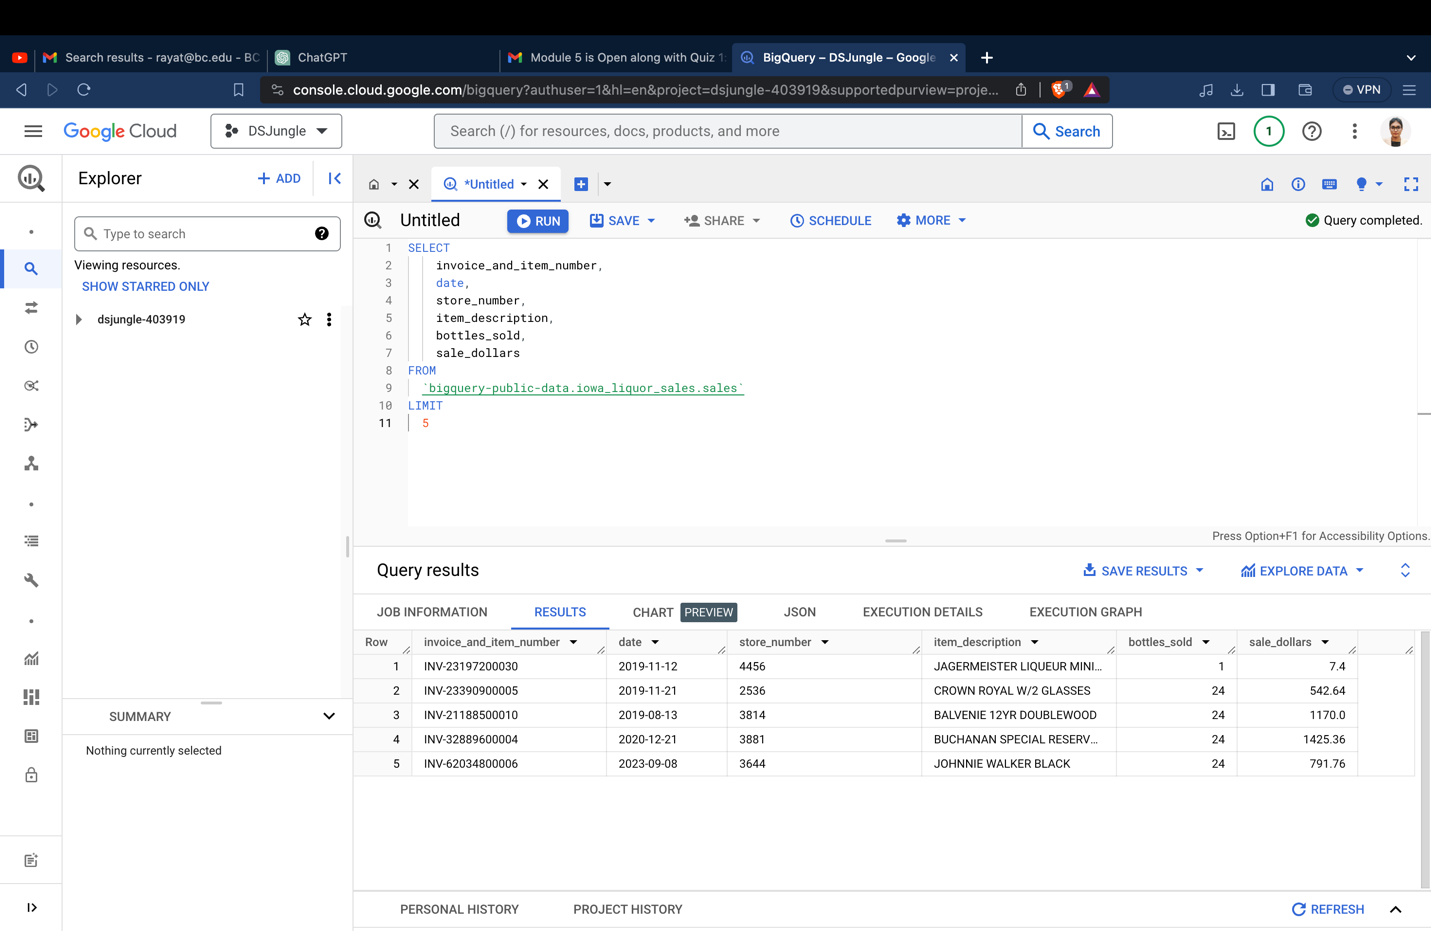 Search results - rayat@bc.edu - BC
ChatGPT
Module 5 is Open along with Quiz 1:
BigQuery – DSJungle – Google
console.cloud.google.com/bigquery?authuser=1&hl=en&project=dsjungle-403919&supportedpurview=proje...
1
VPN
Google Cloud
DSJungle
Search (/) for resources, docs, products, and more
Search
1
Explorer
+ ADD
*Untitled
Untitled
RUN
SAVE
SHARE
SCHEDULE
MORE
Query completed.
Type to search
Viewing resources.
SHOW STARRED ONLY
dsjungle-403919
1 SELECT
2 invoice_and_item_number,
3 date,
4 store_number,
5 item_description,
6 bottles_sold,
7 sale_dollars
8 FROM
9 `bigquery-public-data.iowa_liquor_sales.sales`
10 LIMIT
11 5
Press Option+F1 for Accessibility Options.
Query results
SAVE RESULTS
EXPLORE DATA
JOB INFORMATION
RESULTS
CHART PREVIEW
JSON
EXECUTION DETAILS
EXECUTION GRAPH
Row invoice_and_item_number date store_number item_description bottles_sold sale_dollars
1 INV-23197200030 2019-11-12 4456 JAGERMEISTER LIQUEUR MINI... 1 7.4
2 INV-23390900005 2019-11-21 2536 CROWN ROYAL W/2 GLASSES 24 542.64
3 INV-21188500010 2019-08-13 3814 BALVENIE 12YR DOUBLEWOOD 24 1170.0
4 INV-32889600004 2020-12-21 3881 BUCHANAN SPECIAL RESERV... 24 1425.36
5 INV-62034800006 2023-09-08 3644 JOHNNIE WALKER BLACK 24 791.76
SUMMARY
Nothing currently selected
PERSONAL HISTORY
PROJECT HISTORY
REFRESH